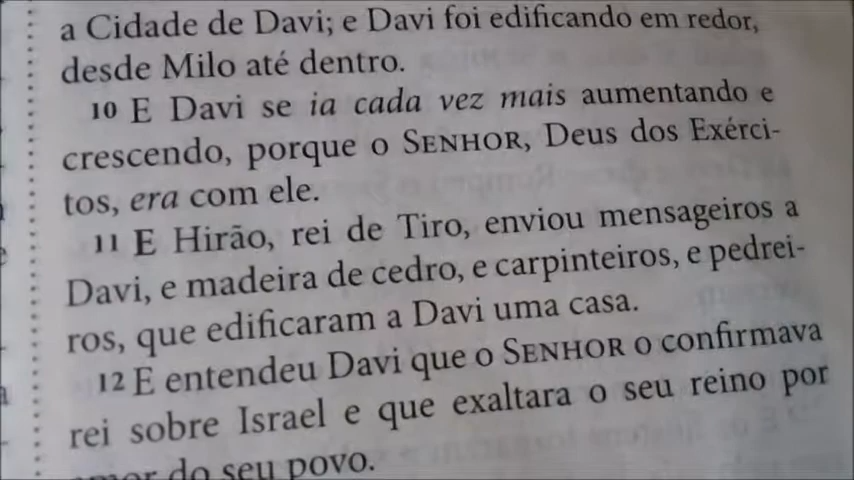 a Cidade de Davi; e Davi foi edificando em redor,
desde Milo até dentro.
10 E Davi se ia cada vez mais aumentando e
crescendo, porque o SENHOR, Deus dos Exérci-
tos, era com ele.
11 E Hirão, rei de Tiro, enviou mensageiros a
Davi, e madeira de cedro, e carpinteiros, e pedrei-
ros, que edificaram a Davi uma casa.
12 E entendeu Davi que o SENHOR o confirmava
rei sobre Israel e que exaltara o seu reino por
amor do seu povo.